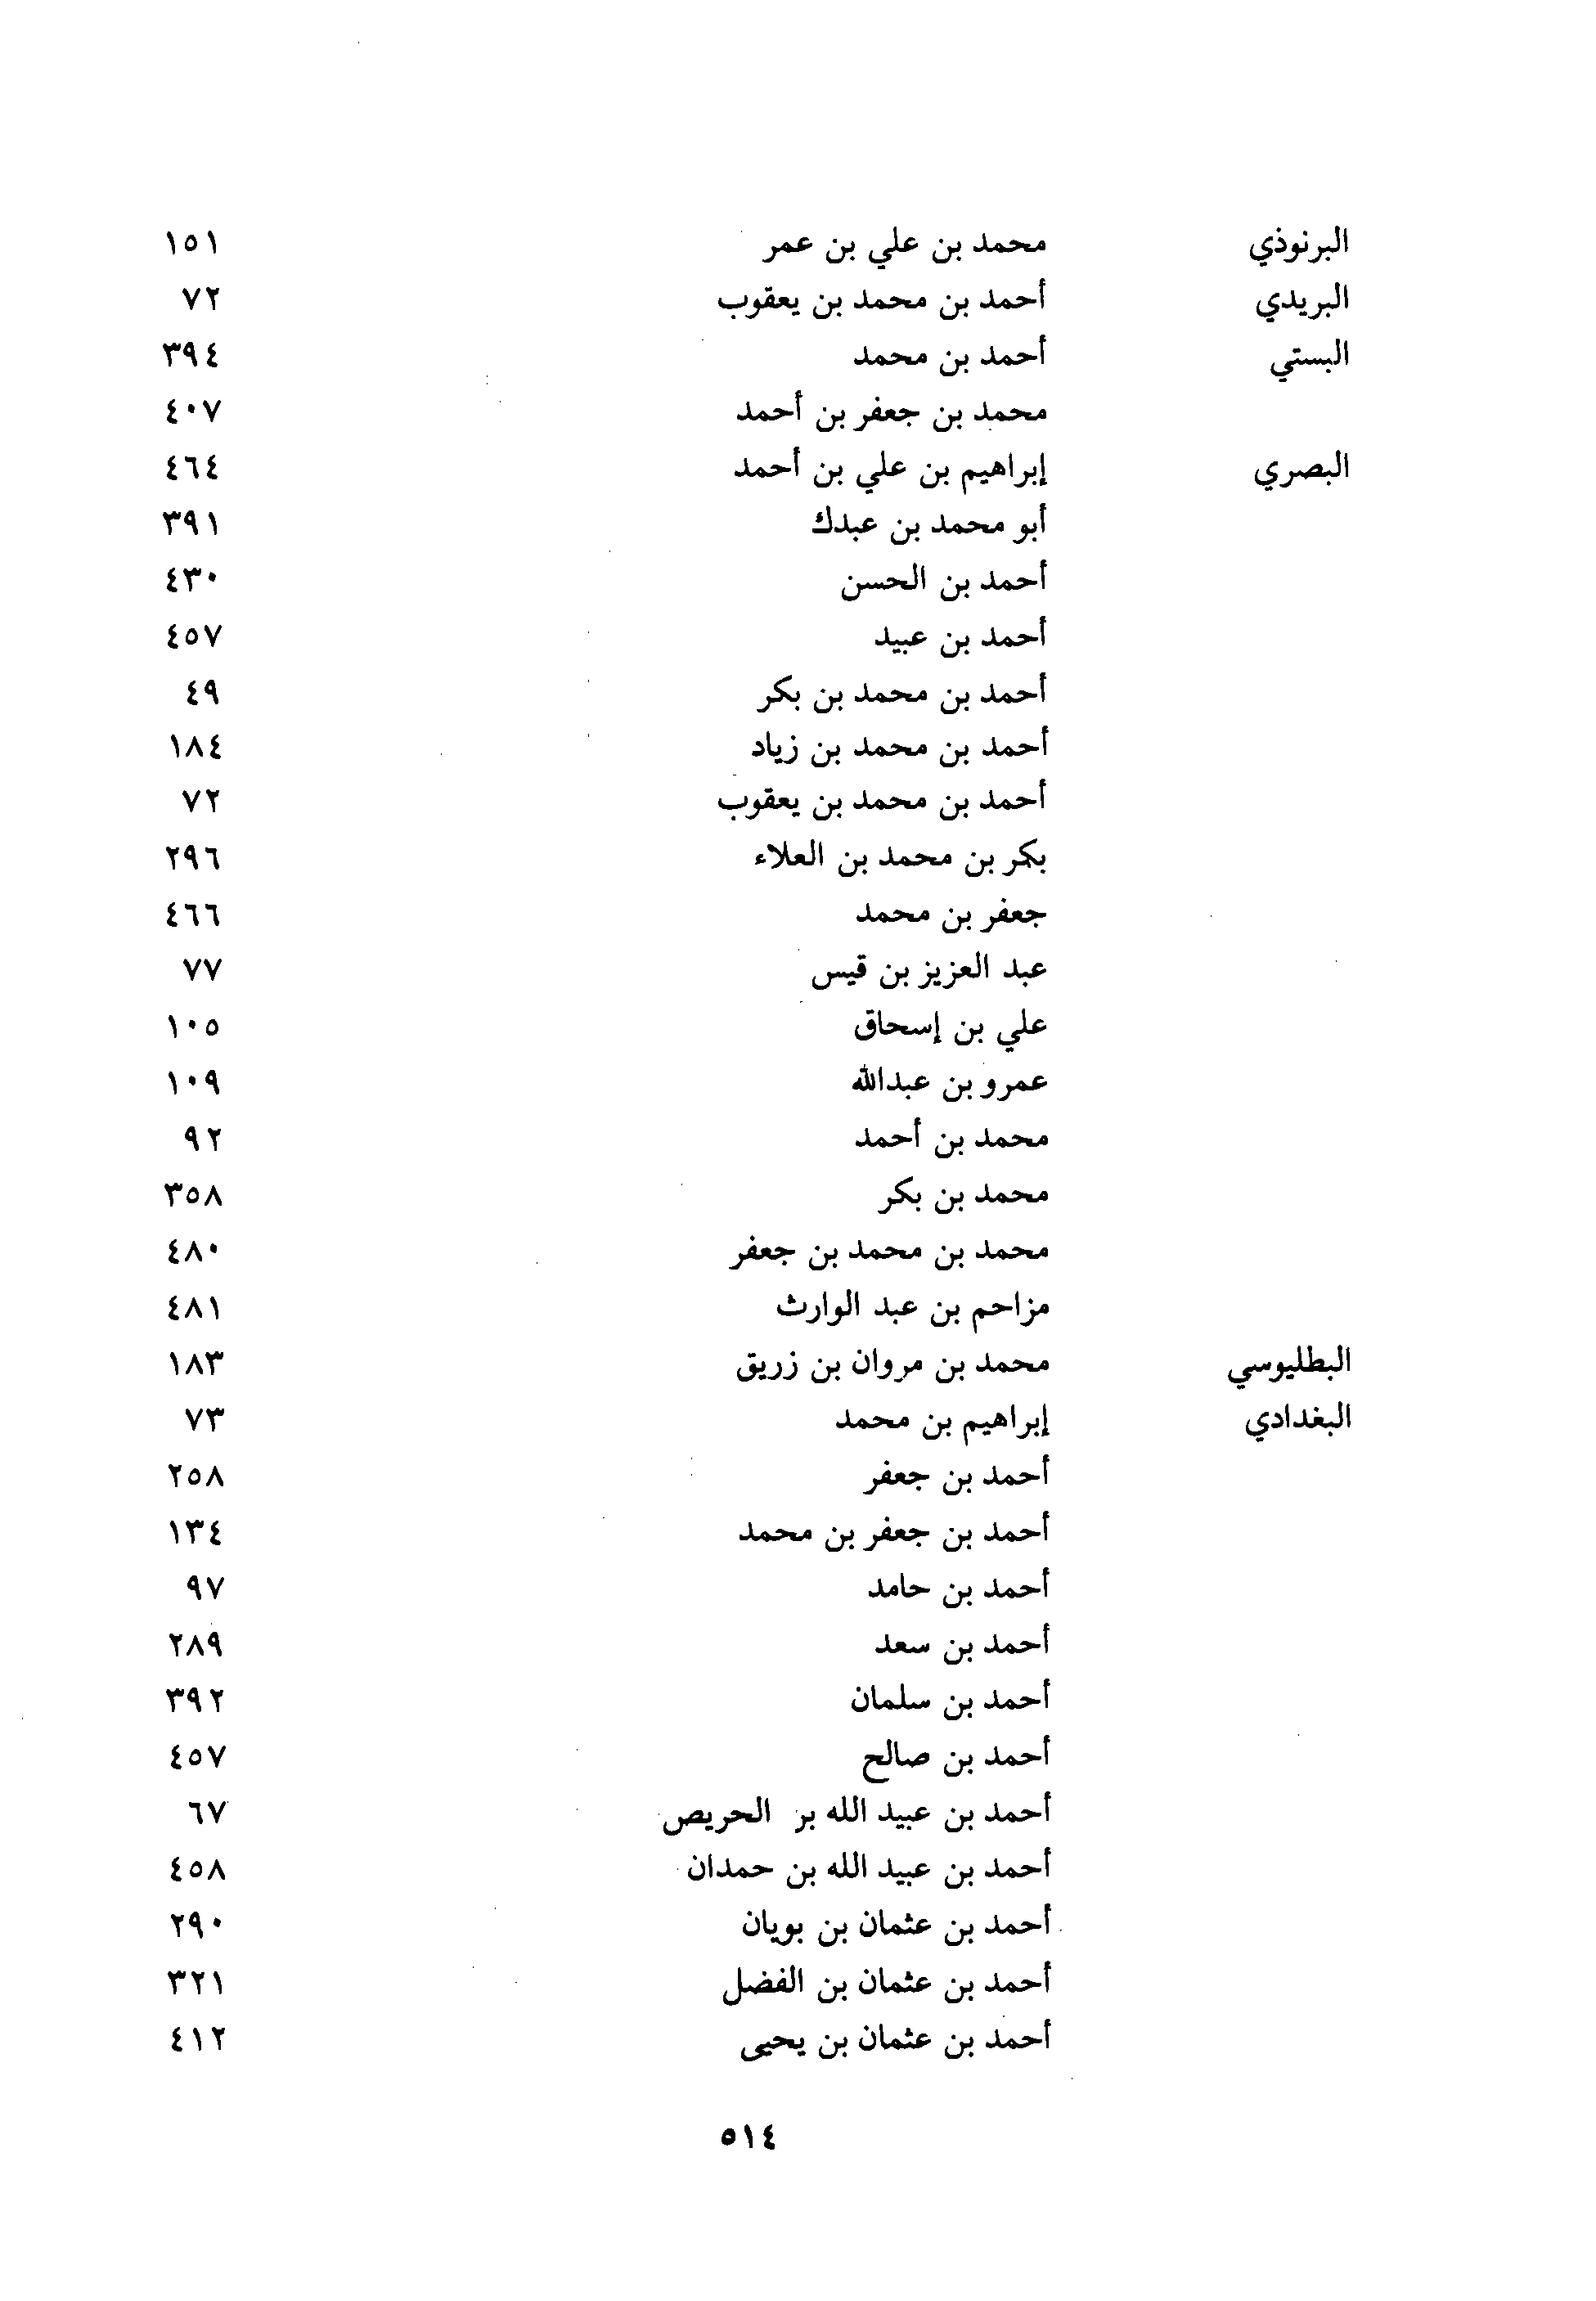 البرنوذي محمد بن علي بن عمر ١٥١
البريدي أحمد بن محمد بن يعقوب ٧٢
البستي أحمد بن محمد ٣٩٤
محمد بن جعفر بن أحمد ٤٠٧
البصري إبراهيم بن علي بن أحمد ٤٦٤
أبو محمد بن عبدك ٣٩١
أحمد بن الحسن ٤٣٠
أحمد بن عبيد ٤٥٧
أحمد بن محمد بن بكر ٤٩
أحمد بن محمد بن زياد ١٨٤
أحمد بن محمد بن يعقوب ٧٢
بكر بن محمد بن العلاء ٢٩٦
جعفر بن محمد ٤٦٦
عبد العزيز بن قيس ٧٧
علي بن إسحاق ١٠٥
عمرو بن عبدالله ١٠٩
محمد بن أحمد ٩٢
محمد بن بكر ٣٥٨
محمد بن محمد بن جعفر ٤٨٠
مزاحم بن عبد الوارث ٤٨١
البطليوسي محمد بن مروان بن زريق ١٨٣
البغدادي إبراهيم بن محمد ٧٣
أحمد بن جعفر ٢٥٨
أحمد بن جعفر بن محمد ١٣٤
أحمد بن حامد ٩٧
أحمد بن سعد ٢٨٩
أحمد بن سلمان ٣٩٢
أحمد بن صالح ٤٥٧
أحمد بن عبيد الله بن الحريص ٦٧
أحمد بن عبيد الله بن حمدان ٤٥٨
أحمد بن عثمان بن بويان ٢٩٠
أحمد بن عثمان بن الفضل ٣٢١
أحمد بن عثمان بن يحيى ٤١٢
٥١٤